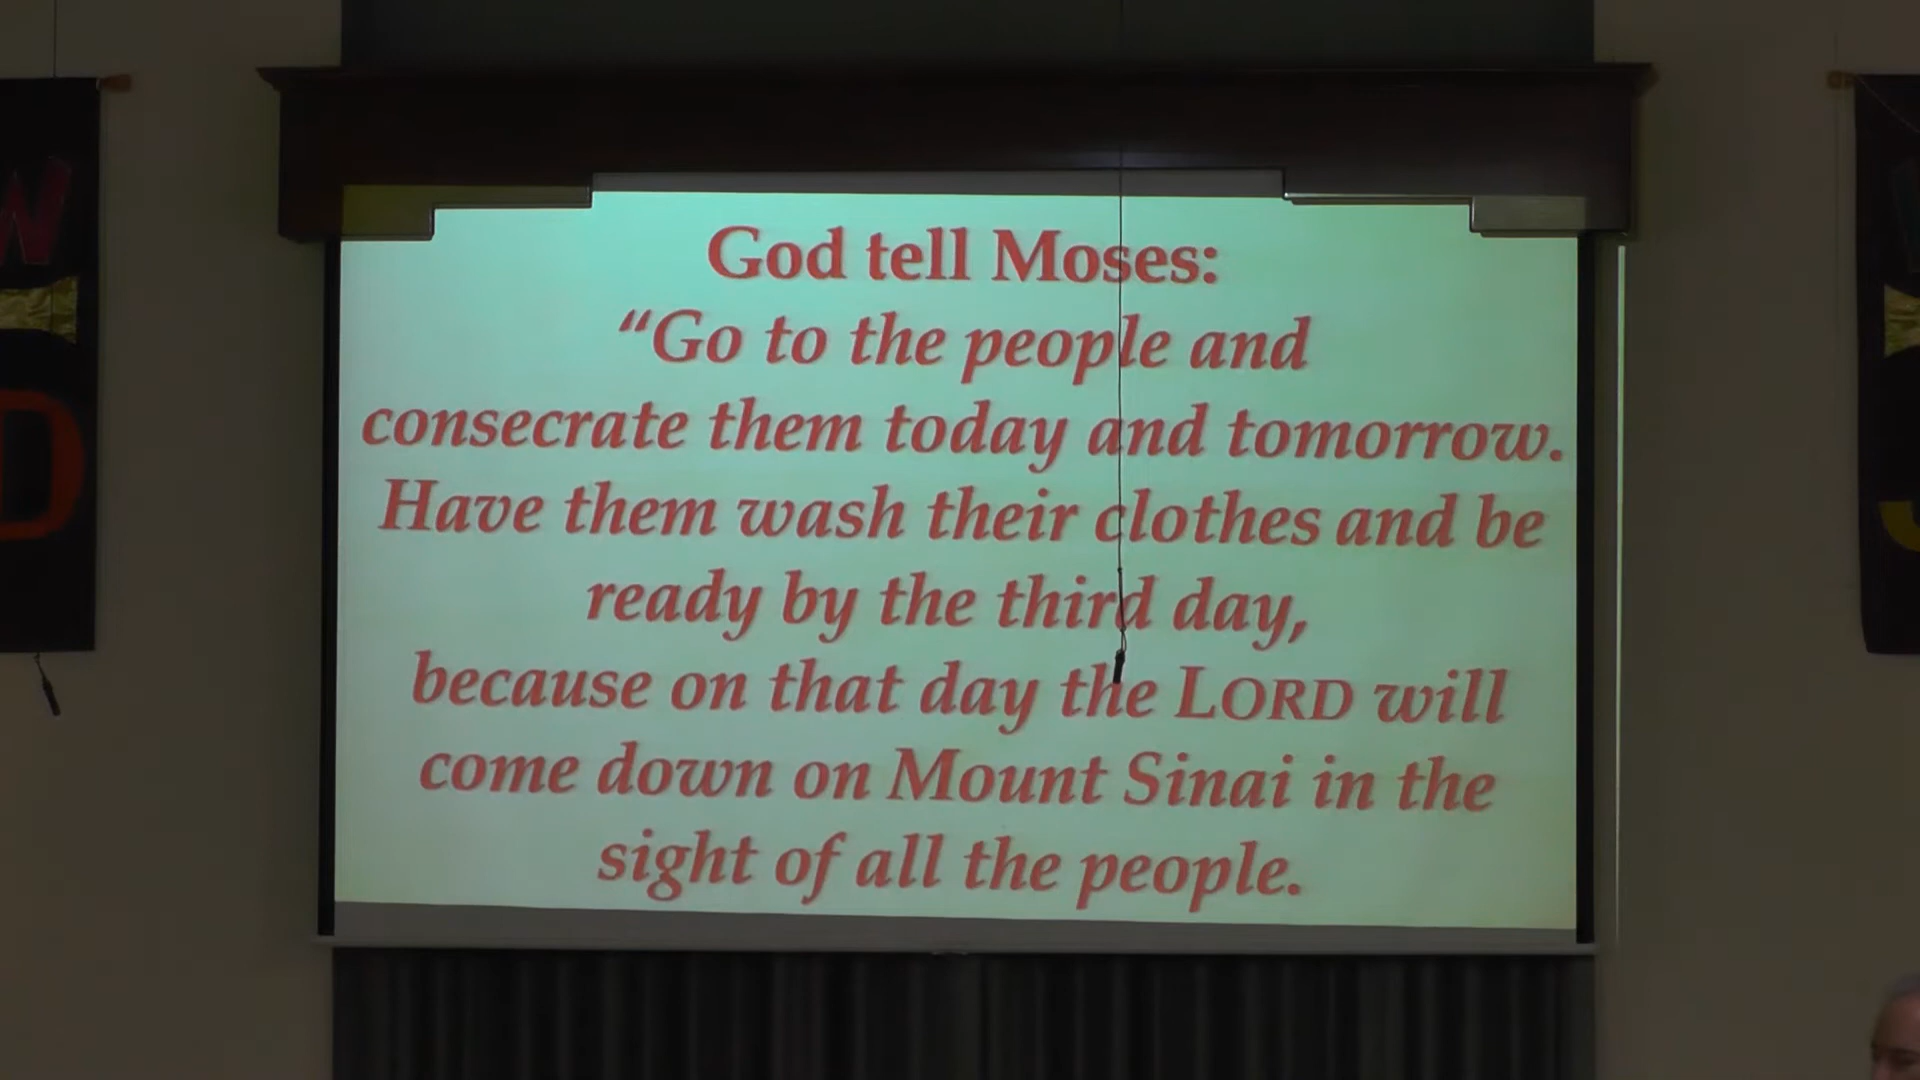 God tell Moses:
“Go to the people and
consecrate them today and tomorrow.
Have them wash their clothes and be
ready by the third day,
because on that day the LORD will
come down on Mount Sinai in the
sight of all the people.
W
D